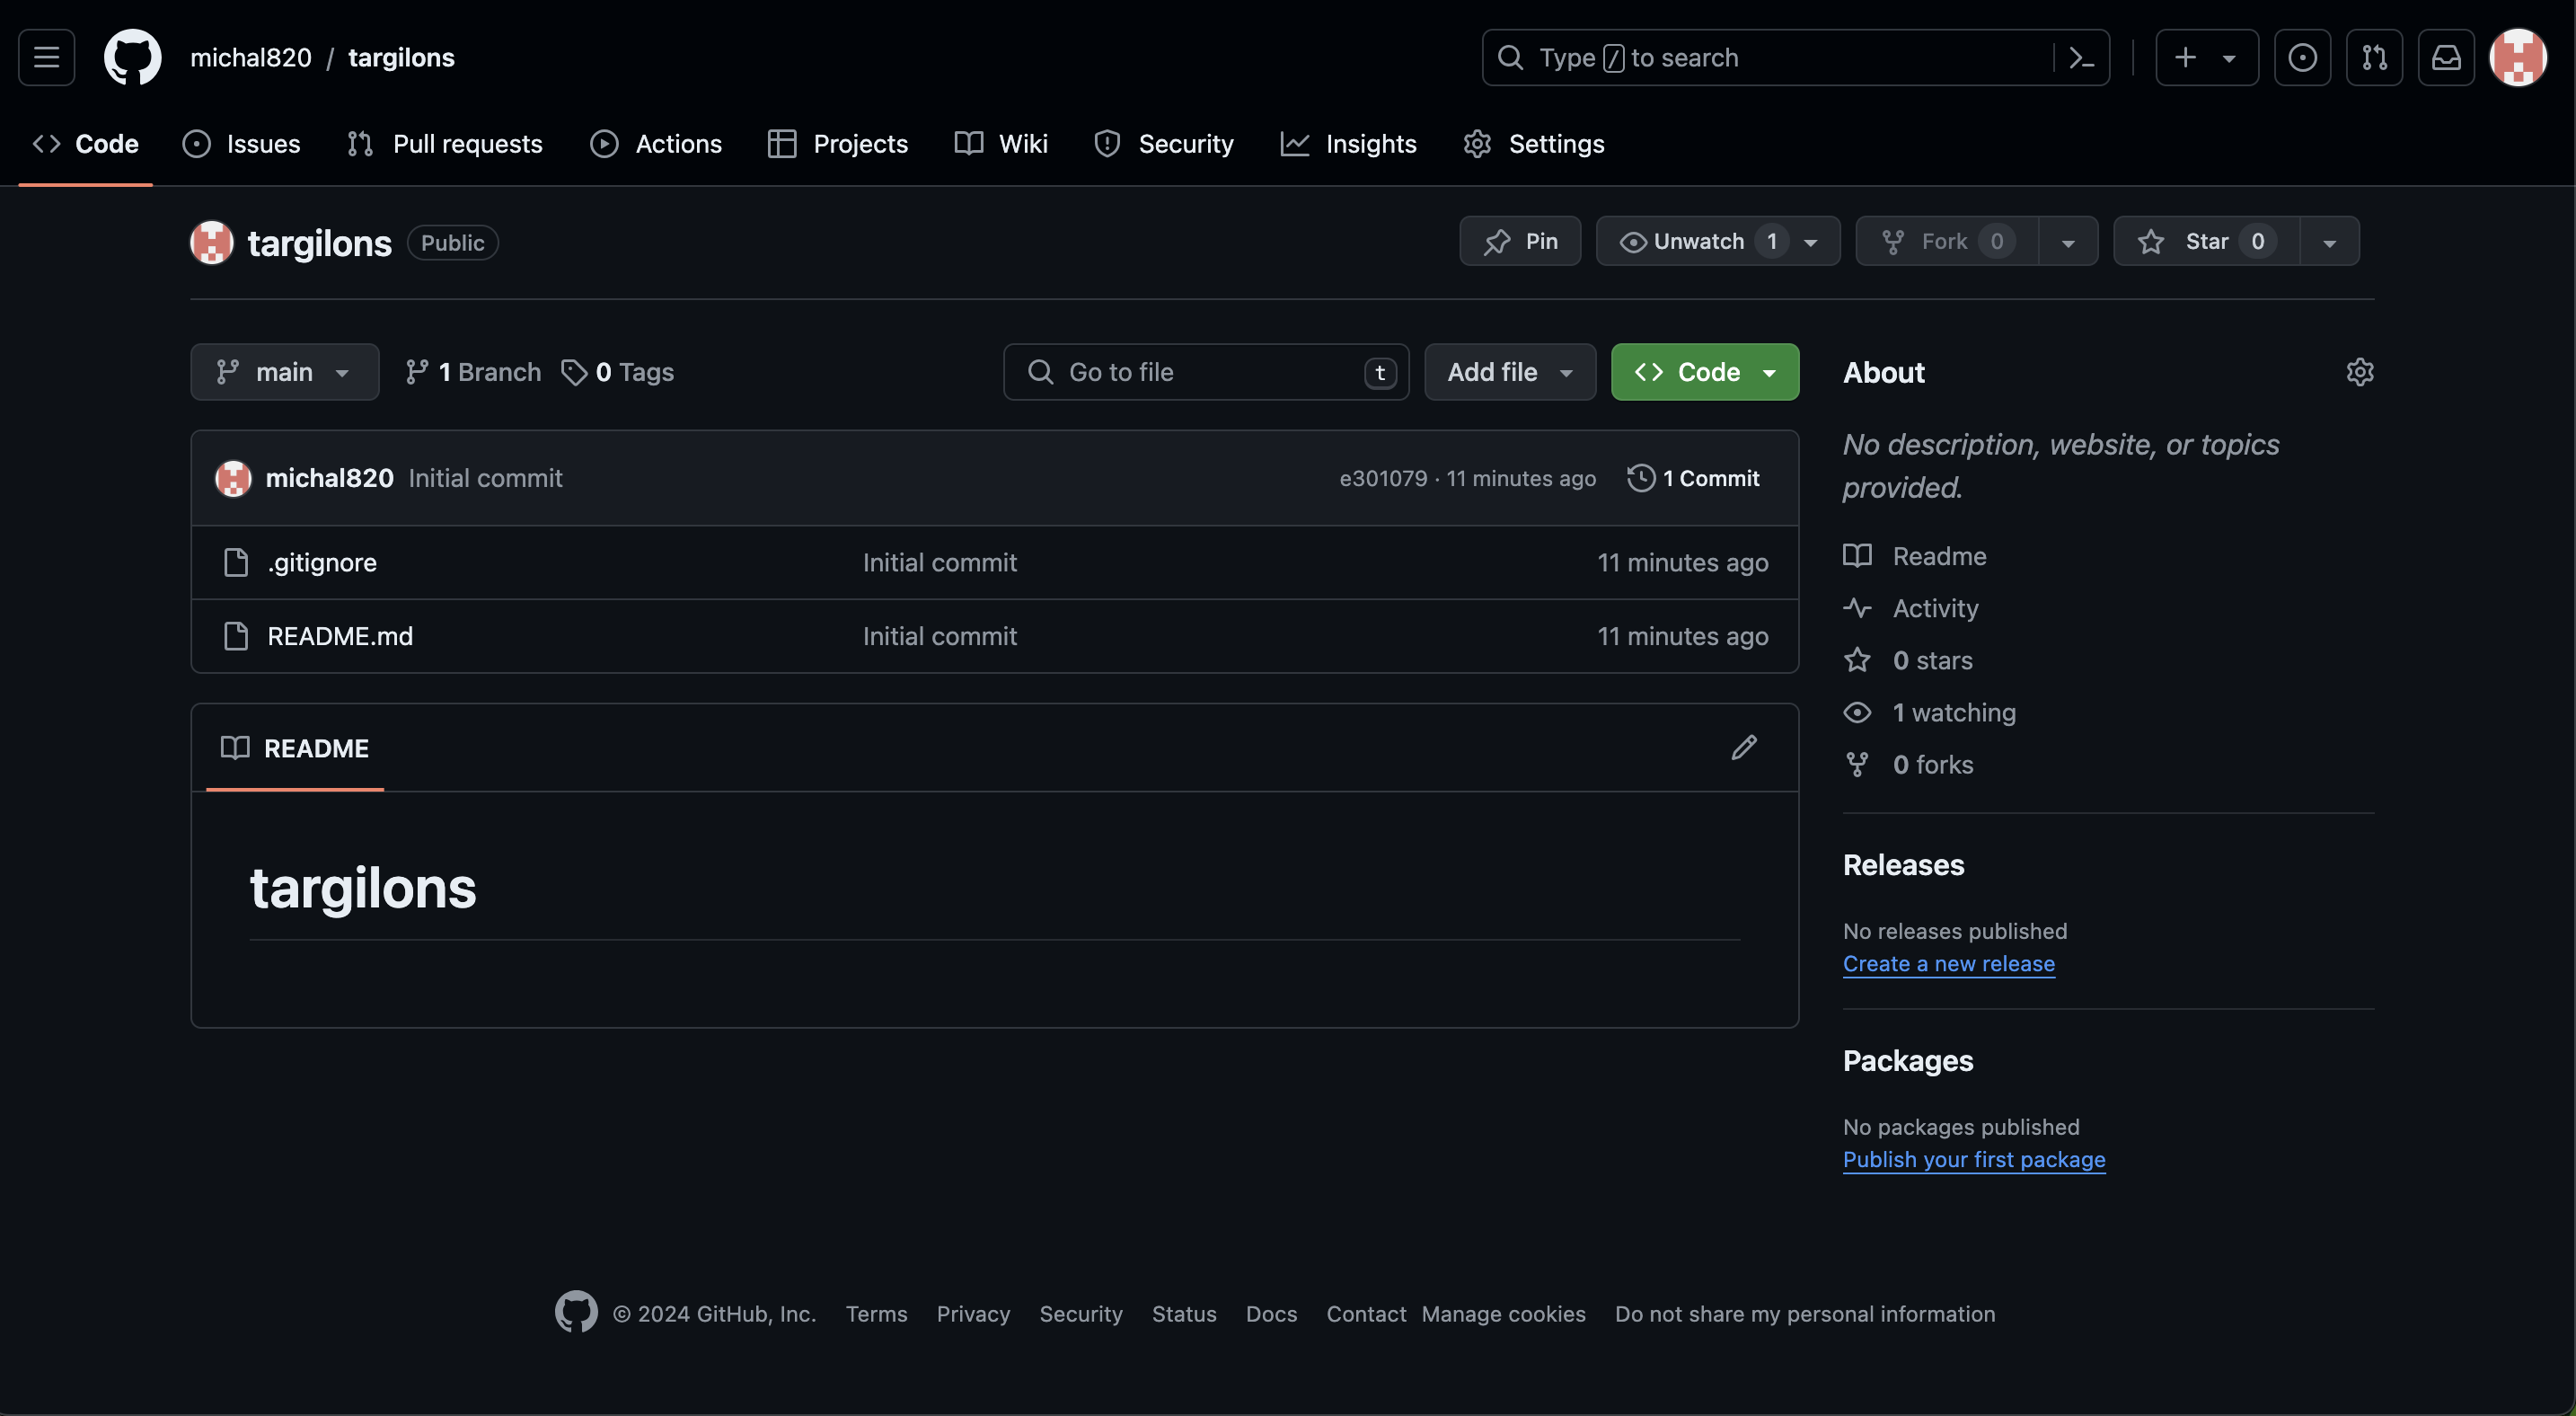 michal820 / targilons
Type / to search
Code Issues Pull requests Actions Projects Wiki Security Insights Settings
targilons Public
Pin Unwatch 1 Fork 0 Star 0
main 1 Branch 0 Tags Go to file t Add file Code
michal820 Initial commit e301079 · 11 minutes ago 1 Commit
.gitignore Initial commit 11 minutes ago
README.md Initial commit 11 minutes ago
README
targilons
About
No description, website, or topics
provided.
Readme
Activity
0 stars
1 watching
0 forks
Releases
No releases published
Create a new release
Packages
No packages published
Publish your first package
© 2024 GitHub, Inc. Terms Privacy Security Status Docs Contact Manage cookies Do not share my personal information